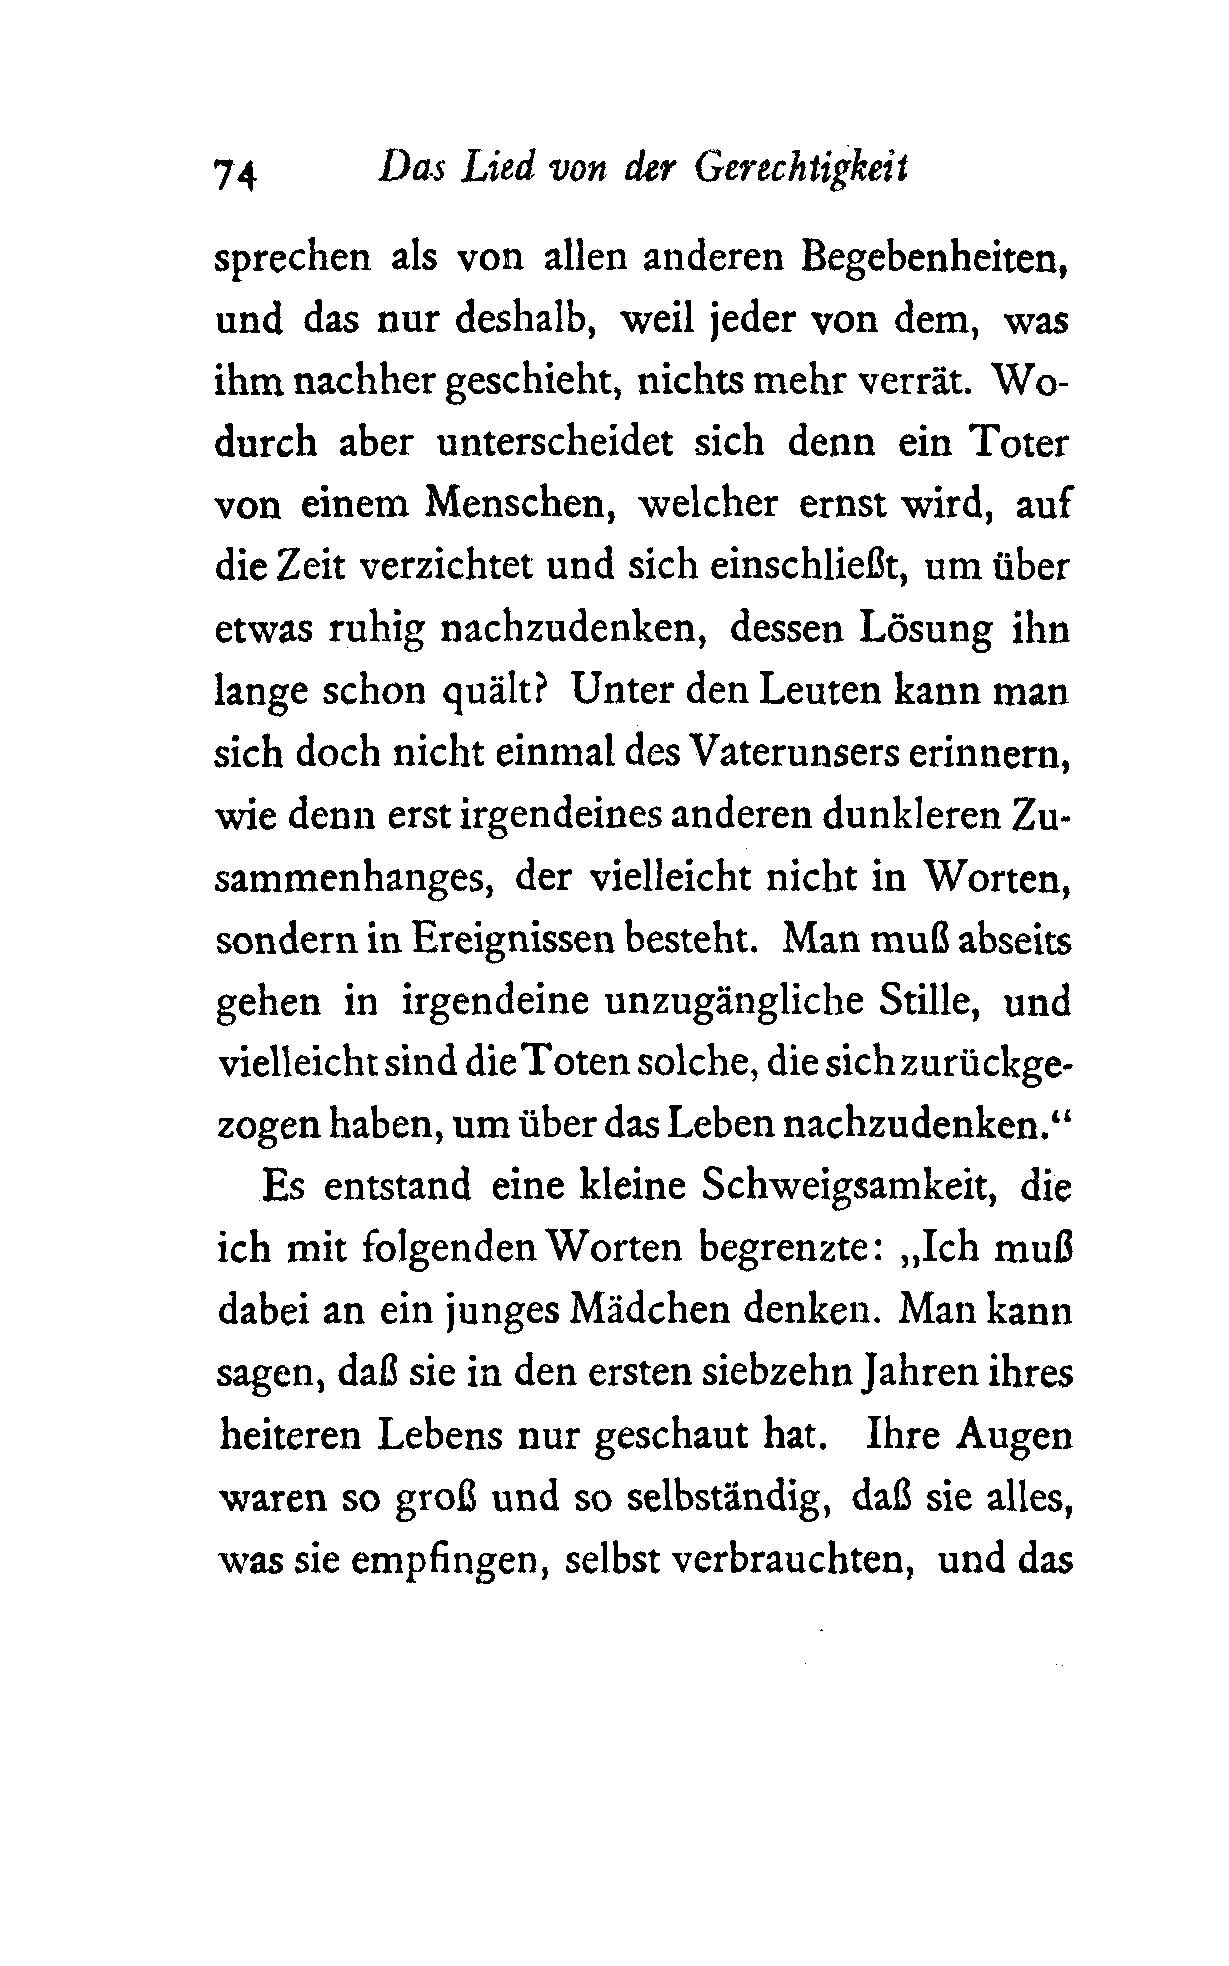 74 Das Lied von der Gerechtigkeit
sprechen als von allen anderen Begebenheiten,
und das nur deshalb, weil jeder von dem, was
ihm nachher geschieht, nichts mehr verrät. Wo-
durch aber unterscheidet sich denn ein Toter
von einem Menschen, welcher ernst wird, auf
die Zeit verzichtet und sich einschließt, um über
etwas ruhig nachzudenken, dessen Lösung ihn
lange schon quält? Unter den Leuten kann man
sich doch nicht einmal des Vaterunsers erinnern,
wie denn erst irgendeines anderen dunkleren Zu-
sammenhanges, der vielleicht nicht in Worten,
sondern in Ereignissen besteht. Man muß abseits
gehen in irgendeine unzugängliche Stille, und
vielleicht sind die Toten solche, die sich zurückge-
zogen haben, um über das Leben nachzudenken.“
Es entstand eine kleine Schweigsamkeit, die
ich mit folgenden Worten begrenzte: „Ich muß
dabei an ein junges Mädchen denken. Man kann
sagen, daß sie in den ersten siebzehn Jahren ihres
heiteren Lebens nur geschaut hat. Ihre Augen
waren so groß und so selbständig, daß sie alles,
was sie empfingen, selbst verbrauchten, und das